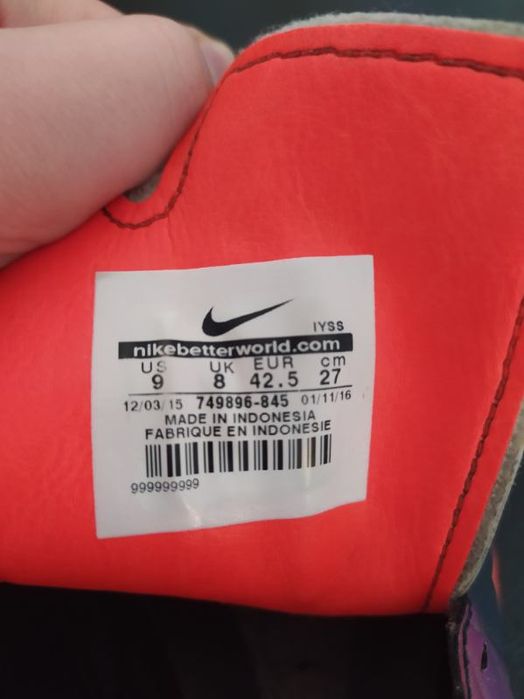 IYSS
nikebetterworld.com
US UK EUR cm
9 8 42.5 27
12/03/15 749896-845 01/11/16
MADE IN INDONESIA
FABRIQUE EN INDONESIE
999999999